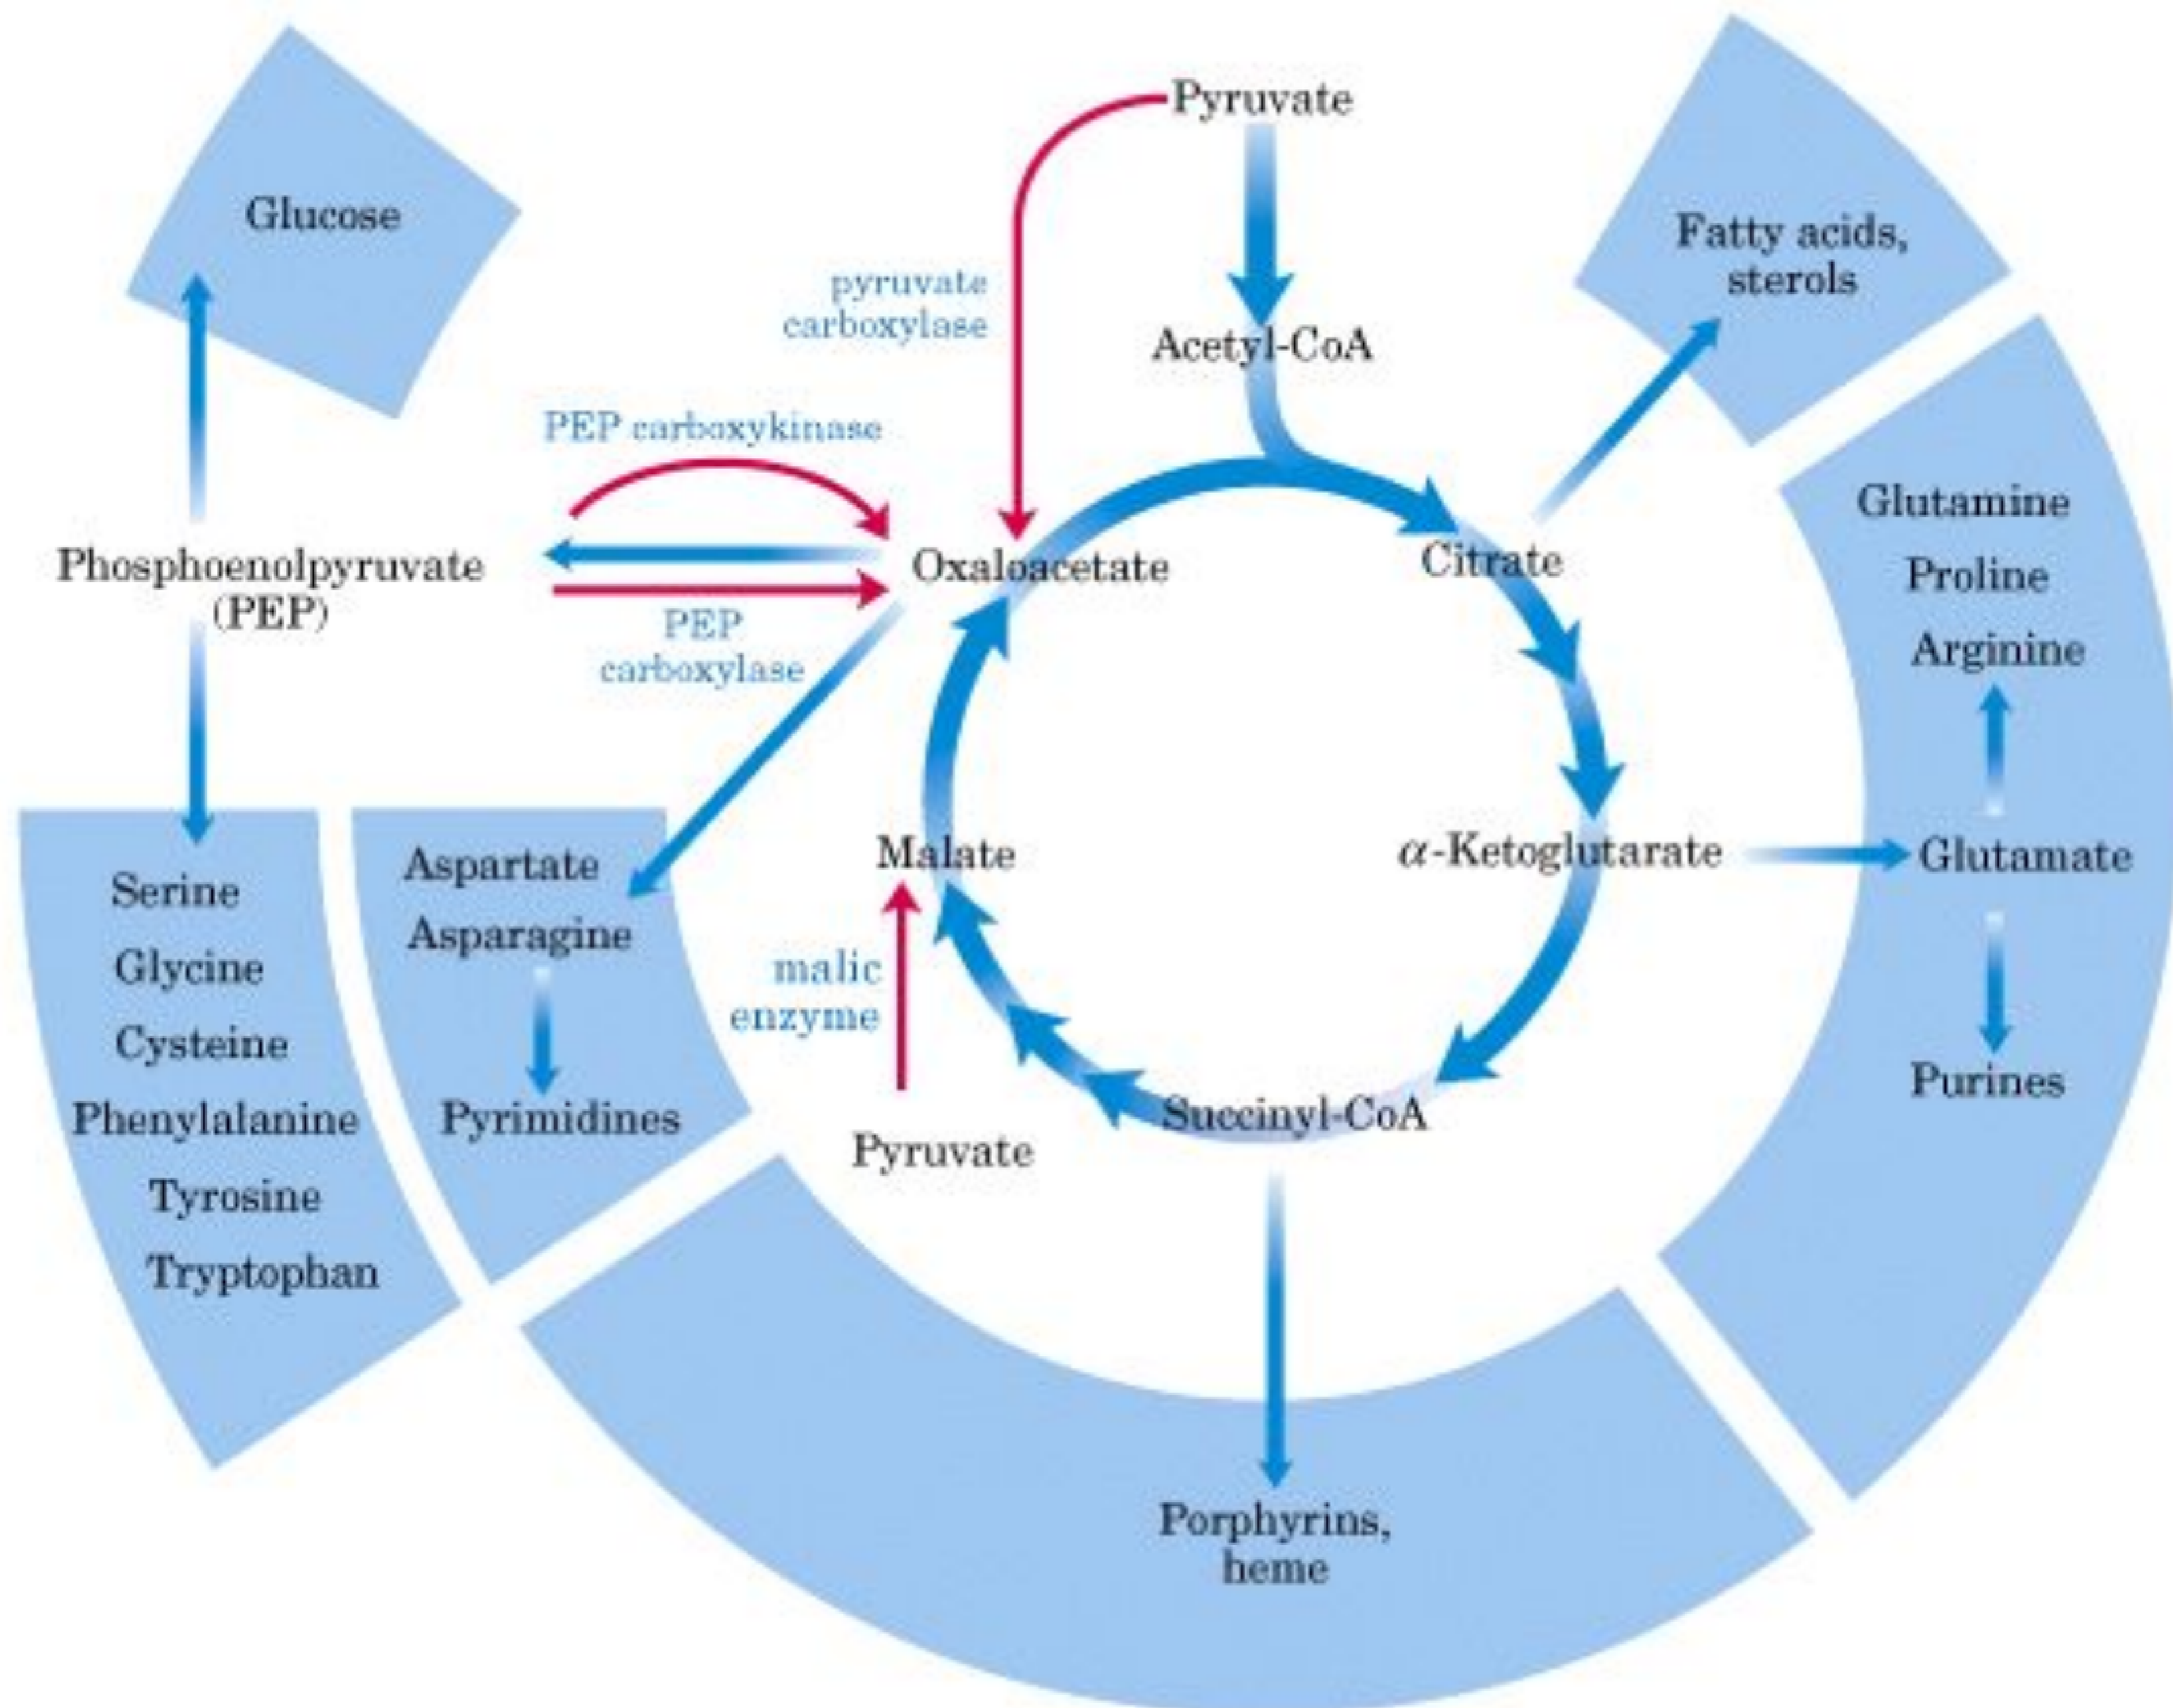 Pyruvate
Glucose
Fatty acids,
sterols
pyruvate
carboxylase
Acetyl-CoA
PEP carboxykinase
Phosphoenolpyruvate
(PEP)
Oxaloacetate
Citrate
PEP
carboxylase
Glutamine
Proline
Arginine
Malate
α-Ketoglutarate
Glutamate
Purines
malic
enzyme
Pyruvate
Succinyl-CoA
Aspartate
Asparagine
Pyrimidines
Serine
Glycine
Cysteine
Phenylalanine
Tyrosine
Tryptophan
Porphyrins,
heme